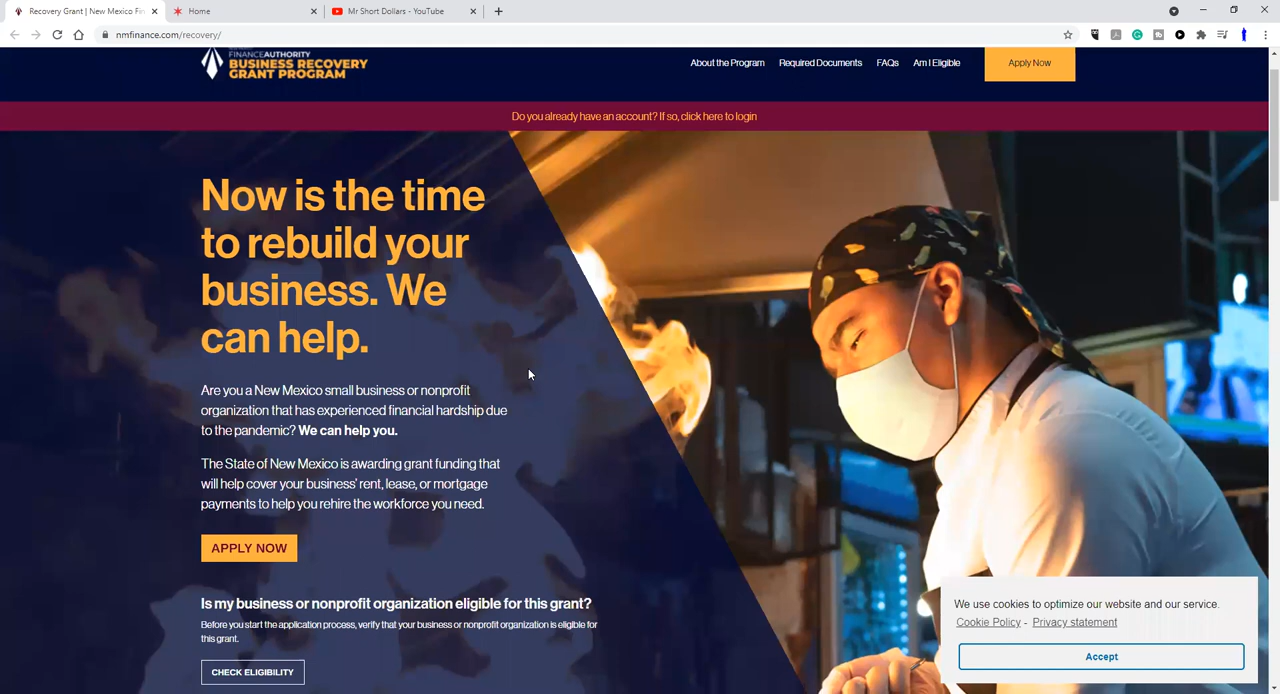 Recovery Grant | New Mexico Fin
Home
Mr Short Dollars - YouTube
nmfinance.com/recovery/
FINANCEAUTHORITY
BUSINESS RECOVERY
GRANT PROGRAM
About the Program
Required Documents
FAQs
Am I Eligible
Apply Now
Do you already have an account? If so, click here to login
Now is the time
to rebuild your
business. We
can help.
Are you a New Mexico small business or nonprofit
organization that has experienced financial hardship due
to the pandemic? We can help you.
The State of New Mexico is awarding grant funding that
will help cover your business' rent, lease, or mortgage
payments to help you rehire the workforce you need.
APPLY NOW
Is my business or nonprofit organization eligible for this grant?
Before you start the application process, verify that your business or nonprofit organization is eligible for
this grant.
CHECK ELIGIBILITY
We use cookies to optimize our website and our service.
Cookie Policy - Privacy statement
Accept